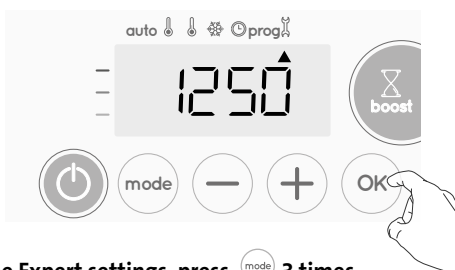 auto prog
1250
boost
mode OK
e Expert settings, press mode 3 times